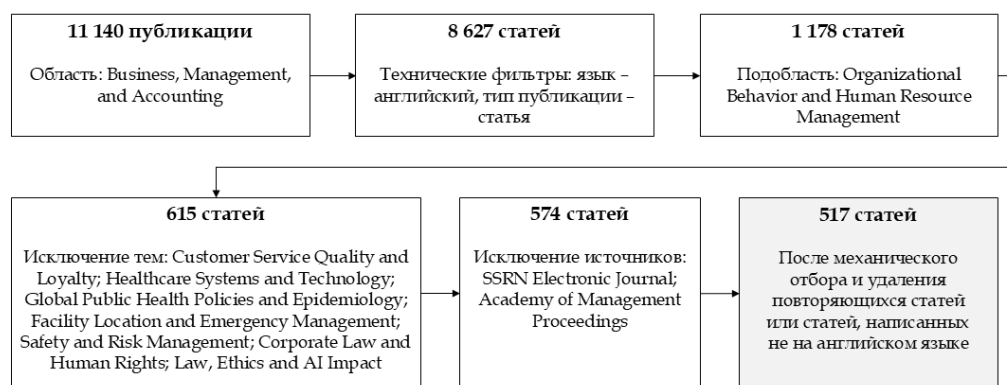 11 140 публикации
Область: Business, Management,
and Accounting
8 627 статей
Технические фильтры: язык –
английский, тип публикации –
статья
1 178 статей
Подобласть: Organizational
Behavior and Human Resource
Management
615 статей
Исключение тем: Customer Service Quality and
Loyalty; Healthcare Systems and Technology;
Global Public Health Policies and Epidemiology;
Facility Location and Emergency Management;
Safety and Risk Management; Corporate Law and
Human Rights; Law, Ethics and AI Impact
574 статей
Исключение источников:
SSRN Electronic Journal;
Academy of Management
Proceedings
517 статей
После механического
отбора и удаления
повторяющихся статей
или статей, написанных
не на английском языке